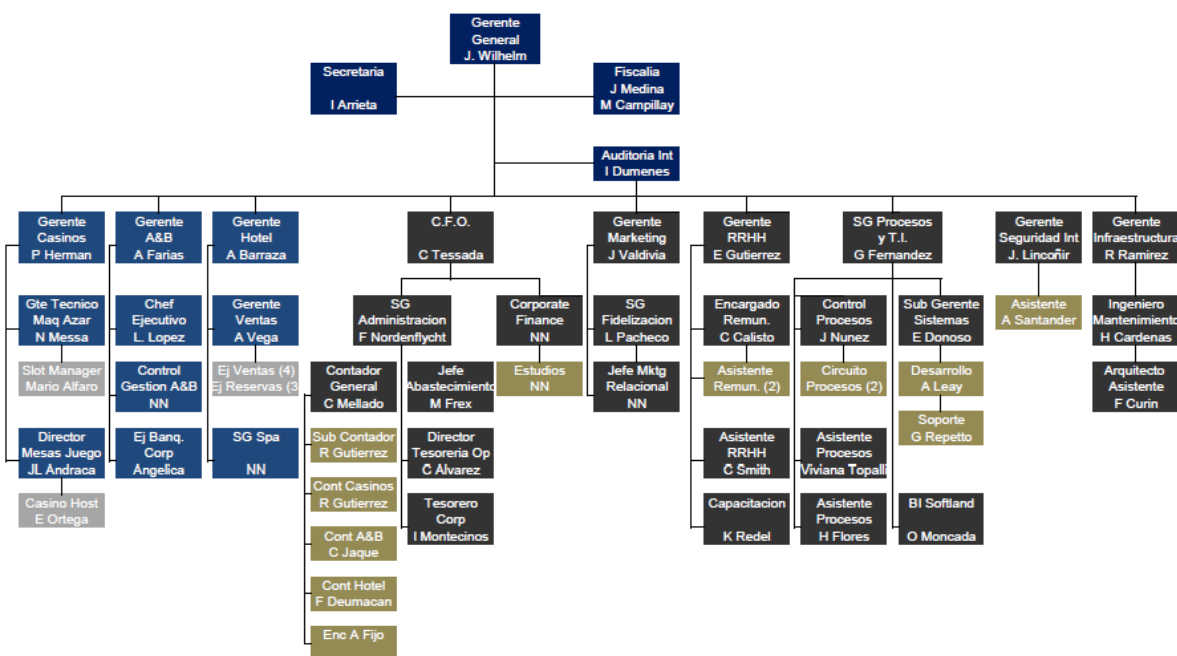 Gerente
General
J. Wilhelm
Secretaria
I Arrieta
Fiscalia
J Medina
M Campillay
Auditoria Int
I Dumenes
Gerente
Casinos
P Herman
Gerente
A&B
A Farias
Gerente
Hotel
A Barraza
C.F.O.
C Tessada
Gerente
Marketing
J Valdivia
Gerente
RRHH
E Gutierrez
SG Procesos
y T.I.
G Fernandez
Gerente
Seguridad Int
J. Lincoñir
Gerente
Infraestructura
R Ramirez
Gte Tecnico
Maq Azar
N Messa
Chef
Ejecutivo
L. Lopez
Gerente
Ventas
A Vega
SG
Administracion
F Nordenflycht
Corporate
Finance
NN
SG
Fidelizacion
L Pacheco
Encargado
Remun.
C Calisto
Control
Procesos
J Nunez
Sub Gerente
Sistemas
E Donoso
Asistente
A Santander
Ingeniero
Mantenimiento
H Cardenas
Slot Manager
Mario Alfaro
Control
Gestion A&B
NN
Ej Ventas (4)
Ej Reservas (3
Contador
General
C Mellado
Jefe
Abastecimiento
M Frex
Estudios
NN
Jefe Mktg
Relacional
NN
Asistente
Remun. (2)
Circuito
Procesos (2)
Desarrollo
A Leay
Arquitecto
Asistente
F Curin
Soporte
G Repetto
Director
Mesas Juego
JL Andraca
Ej Banq.
Corp
Angelica
SG Spa
NN
Sub Contador
R Gutierrez
Director
Tesoreria Op
C Alvarez
Asistente
RRHH
C Smith
Asistente
Procesos
Viviana Topalli
Casino Host
E Ortega
Cont Casinos
R Gutierrez
Tesorero
Corp
I Montecinos
Capacitacion
K Redel
Asistente
Procesos
H Flores
BI Softland
O Moncada
Cont A&B
C Jaque
Cont Hotel
F Deumacan
Enc A Fijo